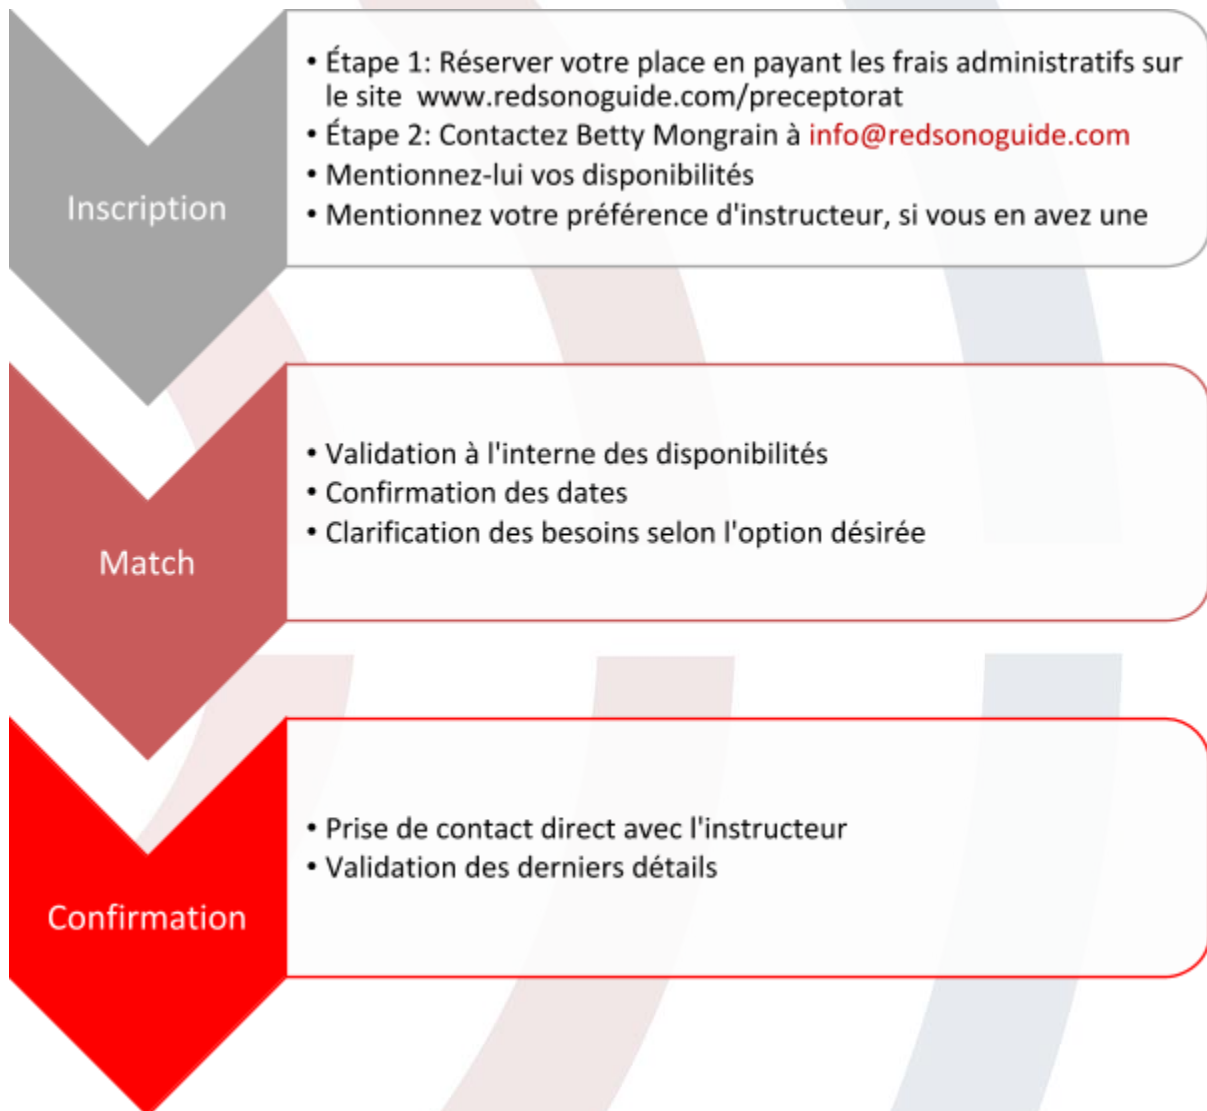 • Étape 1: Réserver votre place en payant les frais administratifs sur
le site www.redsonoguide.com/preceptorat
• Étape 2: Contactez Betty Mongrain à info@redsonoguide.com
• Mentionnez-lui vos disponibilités
• Mentionnez votre préférence d'instructeur, si vous en avez une
Inscription
• Validation à l'interne des disponibilités
• Confirmation des dates
• Clarification des besoins selon l'option désirée
Match
• Prise de contact direct avec l'instructeur
• Validation des derniers détails
Confirmation